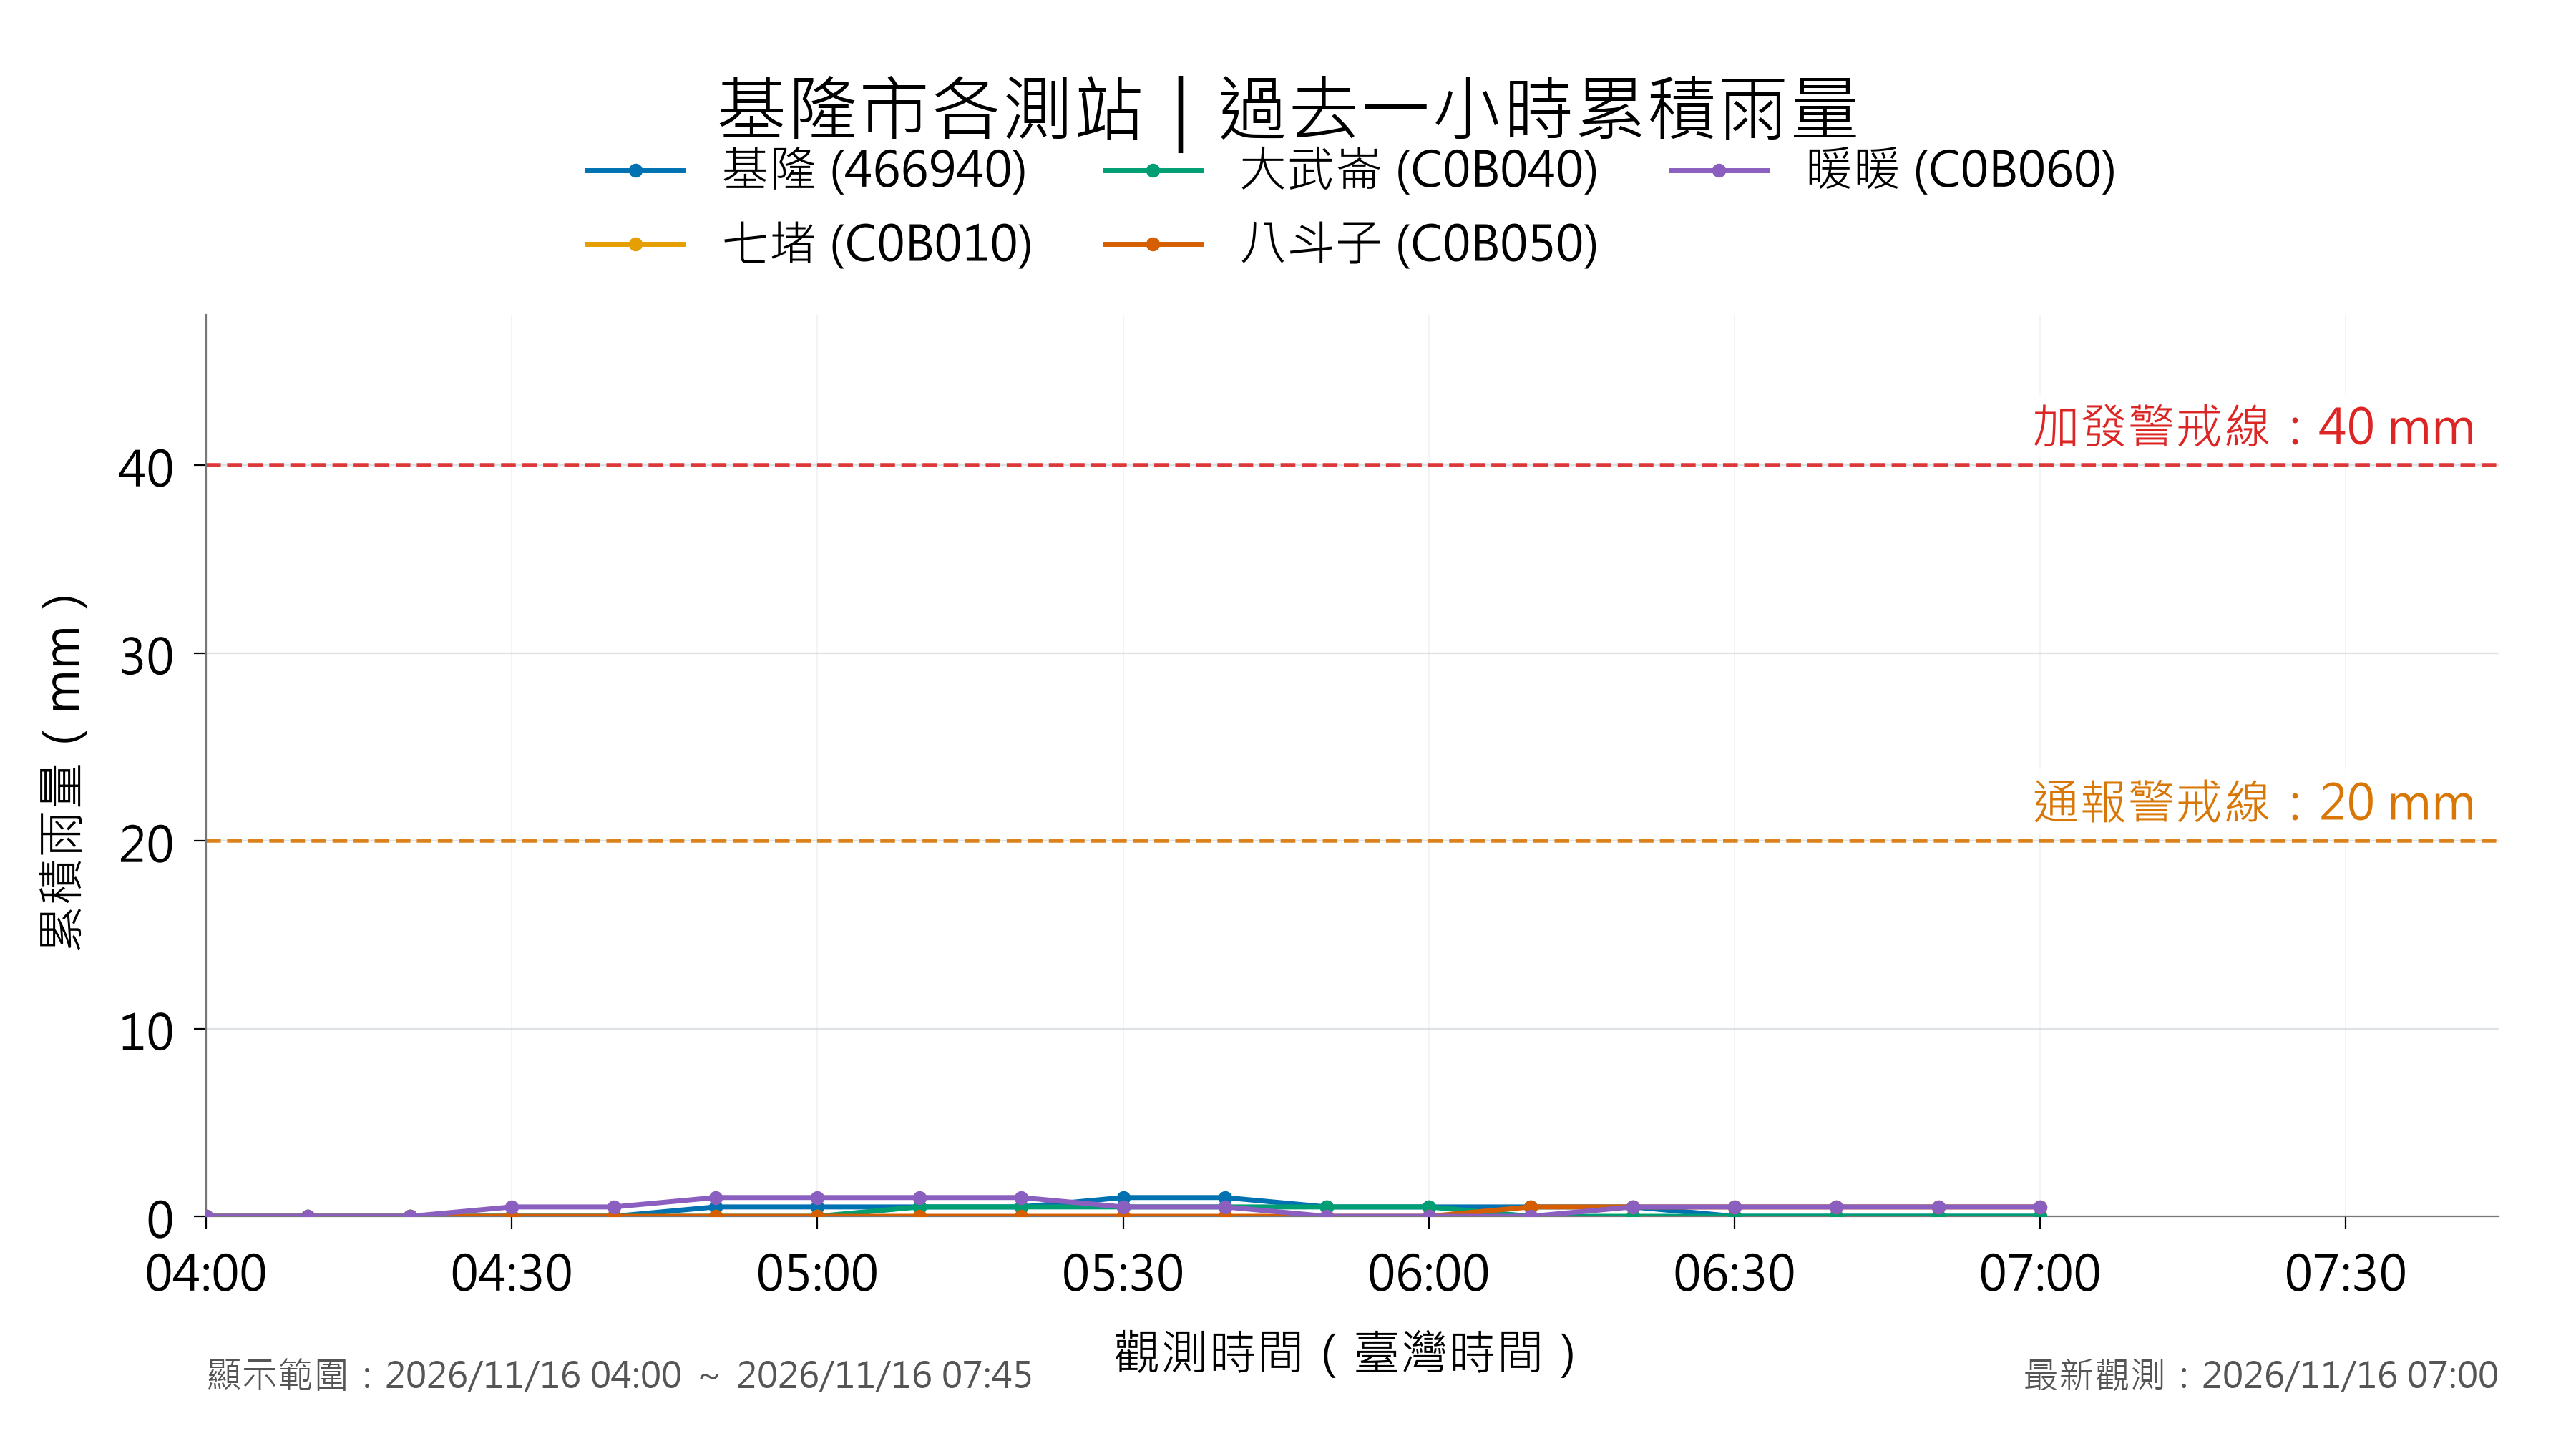 基隆市各測站｜過去一小時累積雨量
基隆 (466940)
大武崙 (C0B040)
暖暖 (C0B060)
七堵 (C0B010)
八斗子 (C0B050)
加發警戒線：40 mm
通報警戒線：20 mm
累積雨量（mm）
40
30
20
10
0
04:00 04:30 05:00 05:30 06:00 06:30 07:00 07:30
觀測時間（臺灣時間）
顯示範圍：2026/11/16 04:00 ~ 2026/11/16 07:45
最新觀測：2026/11/16 07:00